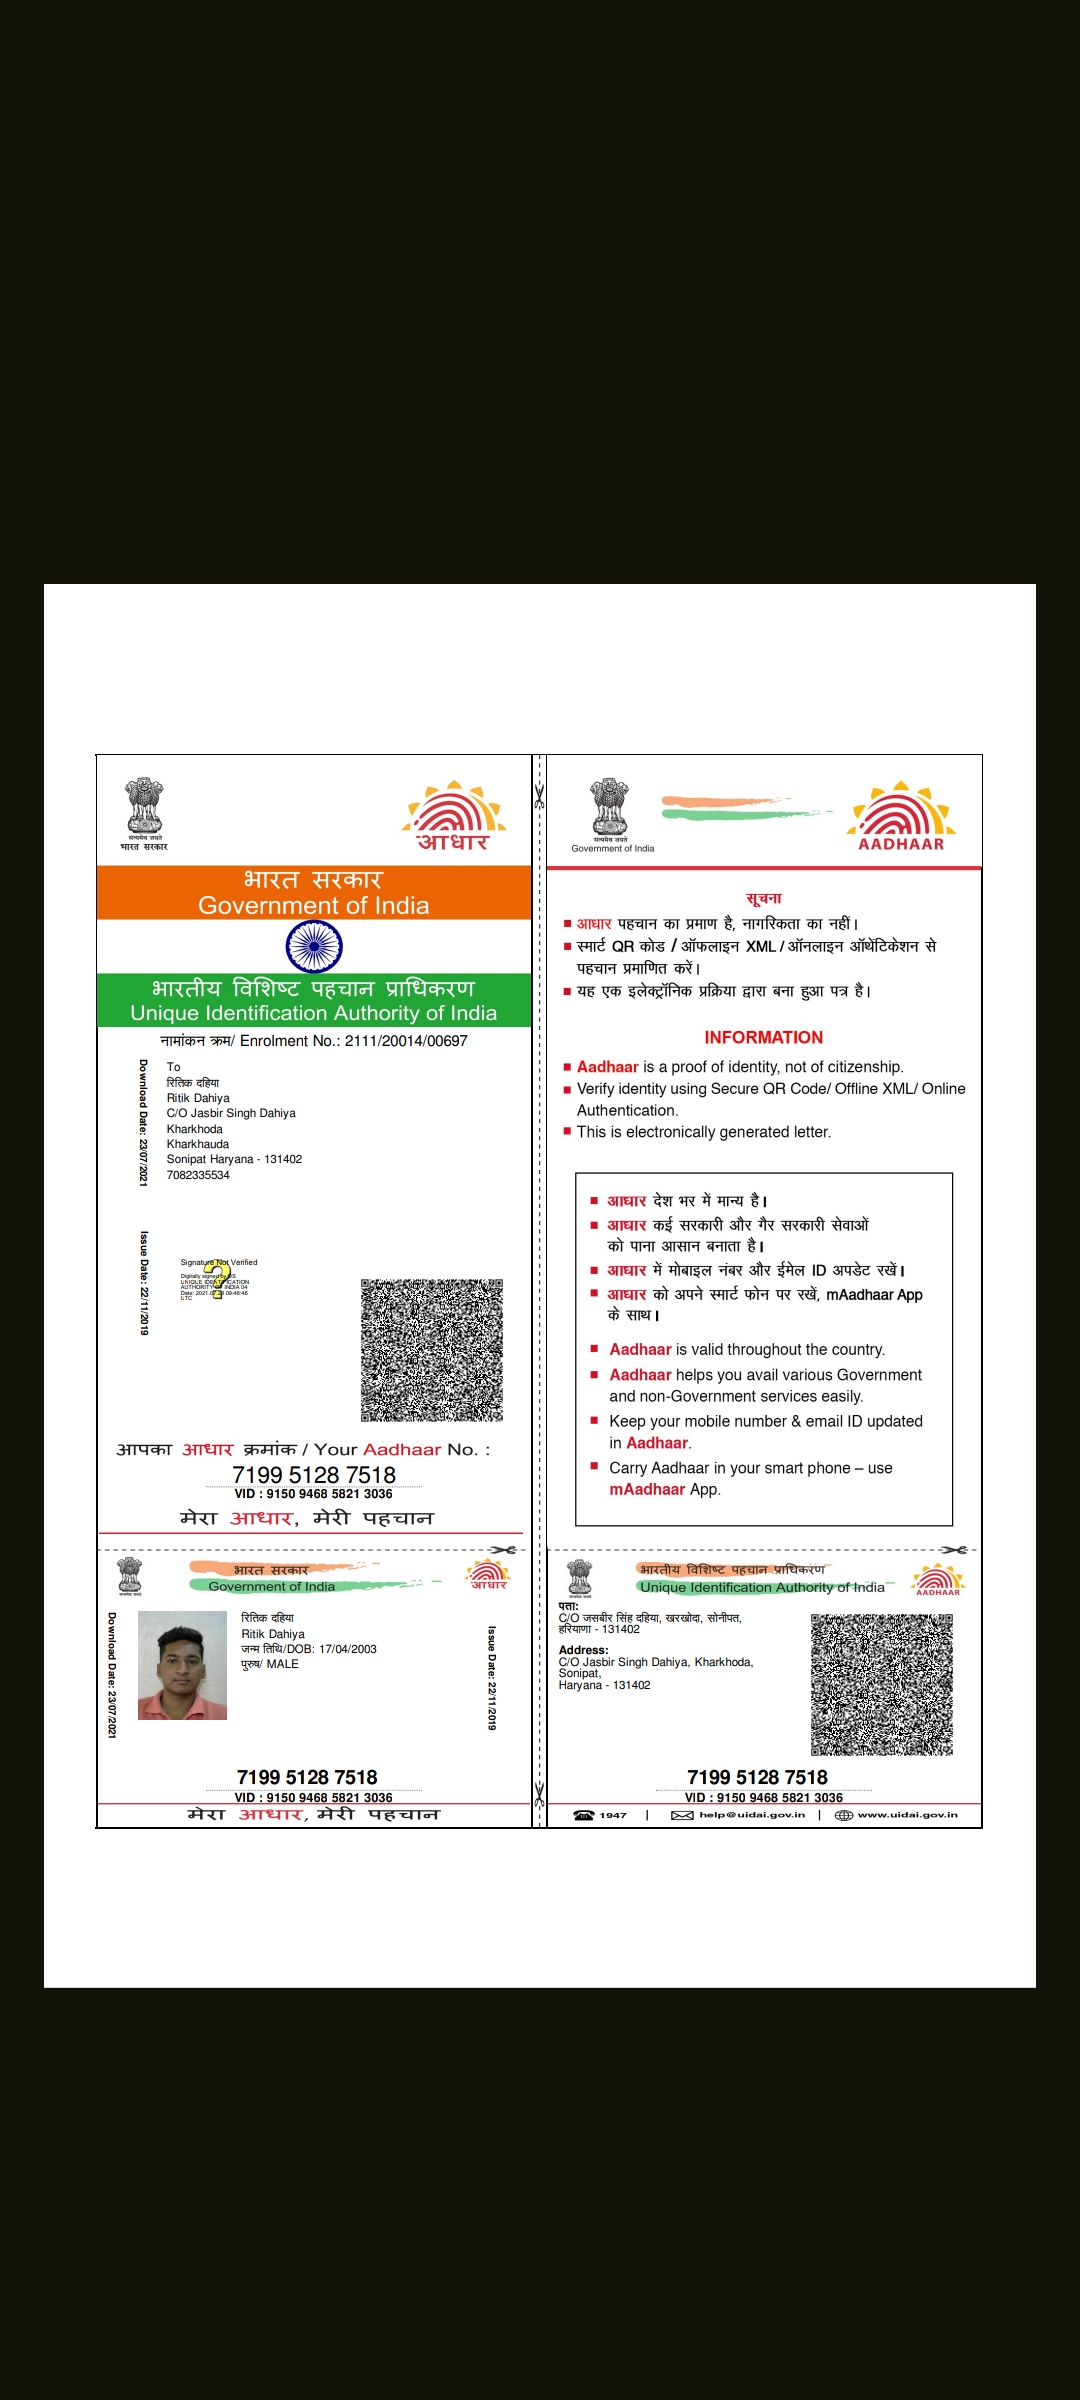 सत्यमेव जयते
भारत सरकार
आधार
भारत सरकार
Government of India
भारतीय विशिष्ट पहचान प्राधिकरण
Unique Identification Authority of India
नामांकन क्रम/ Enrolment No.: 2111/20014/00697
Download Date: 23/07/2021
To
रितिक दहिया
Ritik Dahiya
C/O Jasbir Singh Dahiya
Kharkhoda
Kharkhauda
Sonipat Haryana - 131402
7082335534
Issue Date: 22/11/2019
Signature Not Verified
Digitally signed by DS
UNIQUE IDENTIFICATION
AUTHORITY OF INDIA 04
Date: 2021.07.23 09:46:46
UTC
आपका आधार क्रमांक / Your Aadhaar No. :
7199 5128 7518
VID : 9150 9468 5821 3036
मेरा आधार, मेरी पहचान
सत्यमेव जयते
Government of India
AADHAAR
सूचना
आधार पहचान का प्रमाण है, नागरिकता का नहीं।
स्मार्ट QR कोड / ऑफलाइन XML / ऑनलाइन ऑथेंटिकेशन से
पहचान प्रमाणित करें।
यह एक इलेक्ट्रॉनिक प्रक्रिया द्वारा बना हुआ पत्र है।
INFORMATION
Aadhaar is a proof of identity, not of citizenship.
Verify identity using Secure QR Code/ Offline XML/ Online
Authentication.
This is electronically generated letter.
आधार देश भर में मान्य है।
आधार कई सरकारी और गैर सरकारी सेवाओं
को पाना आसान बनाता है।
आधार में मोबाइल नंबर और ईमेल ID अपडेट रखें।
आधार को अपने स्मार्ट फोन पर रखें, mAadhaar App
के साथ।
Aadhaar is valid throughout the country.
Aadhaar helps you avail various Government
and non-Government services easily.
Keep your mobile number & email ID updated
in Aadhaar.
Carry Aadhaar in your smart phone – use
mAadhaar App.
भारत सरकार
Government of India
आधार
Download Date: 23/07/2021
रितिक दहिया
Ritik Dahiya
जन्म तिथि/DOB: 17/04/2003
पुरुष/ MALE
Issue Date: 22/11/2019
7199 5128 7518
VID : 9150 9468 5821 3036
मेरा आधार, मेरी पहचान
भारतीय विशिष्ट पहचान प्राधिकरण
Unique Identification Authority of India
AADHAAR
पता:
C/O जसबीर सिंह दहिया, खरखोदा, सोनीपत,
हरियाणा - 131402
Address:
C/O Jasbir Singh Dahiya, Kharkhoda,
Sonipat,
Haryana - 131402
7199 5128 7518
VID : 9150 9468 5821 3036
1947 | help@uidai.gov.in | www.uidai.gov.in